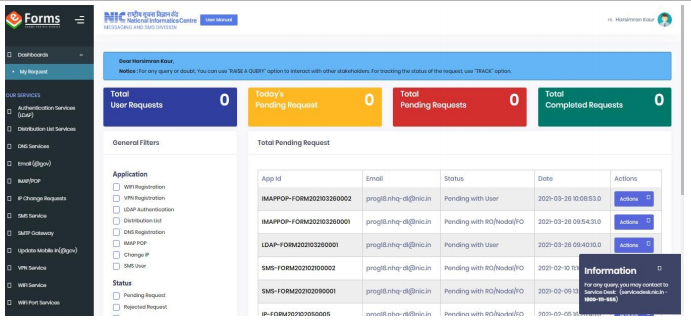 eForms
NIC राष्ट्रीय सूचना विज्ञान केंद्र
National Informatics Centre
MESSAGING AND SMS DIVISION
User Manual
Hi, Harsimran Kaur
Dashboards
My Request
OUR SERVICES
Authentication Services
(LDAP)
Distribution List Services
DNS Services
Email (@gov)
IMAP/POP
IP Change Requests
SMS Service
SMTP Gateway
Update Mobile in(@gov)
VPN Service
WIFI Service
WIFI Port Services
Dear Harsimran Kaur,
Notice : For any query or doubt, You can use "RAISE A QUERY" option to interact with other stakeholders. For tracking the status of the request, use "TRACK" option.
Total
User Requests 0
Today's
Pending Request 0
Total
Pending Requests 0
Total
Completed Requests 0
General Filters
Application
WIFI Registration
VPN Registration
LDAP Authentication
Distribution List
DNS Registration
IMAP POP
Change IP
SMS User
Status
Pending Request
Rejected Request
Total Pending Request
App Id Email Status Date Actions
IMAPPOP-FORM202103260002 prog18.nhq-dl@nic.in Pending with User 2021-03-26 10:08:53.0 Actions
IMAPPOP-FORM202103260001 prog18.nhq-dl@nic.in Pending with RO/Nodal/FO 2021-03-26 09:54:31.0 Actions
LDAP-FORM202103260001 prog18.nhq-dl@nic.in Pending with RO/Nodal/FO 2021-03-26 09:40:10.0 Actions
SMS-FORM202102100002 prog18.nhq-dl@nic.in Pending with RO/Nodal/FO 2021-02-10
SMS-FORM202102090001 prog18.nhq-dl@nic.in Pending with RO/Nodal/FO 2021-02-09
IP-FORM202102050005 prog18.nhq-dl@nic.in Pending with RO/Nodal/FO 2021-02-05
Information
For any query, you may contact to
Service Desk: (servicedesk.nic.in -
1800-111-555)